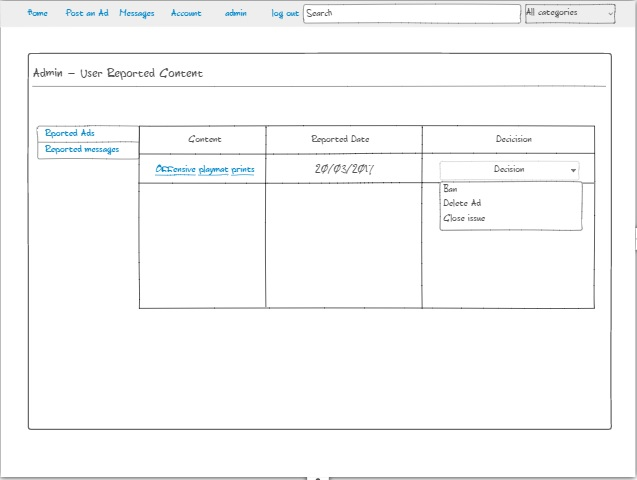 Home Post an Ad Messages Account admin log out Search All categories
Admin – User Reported Content
Reported Ads
Reported messages
Content Reported Date Decicision
Offensive playmat prints 20/03/2017 Decision
Ban
Delete Ad
Close issue